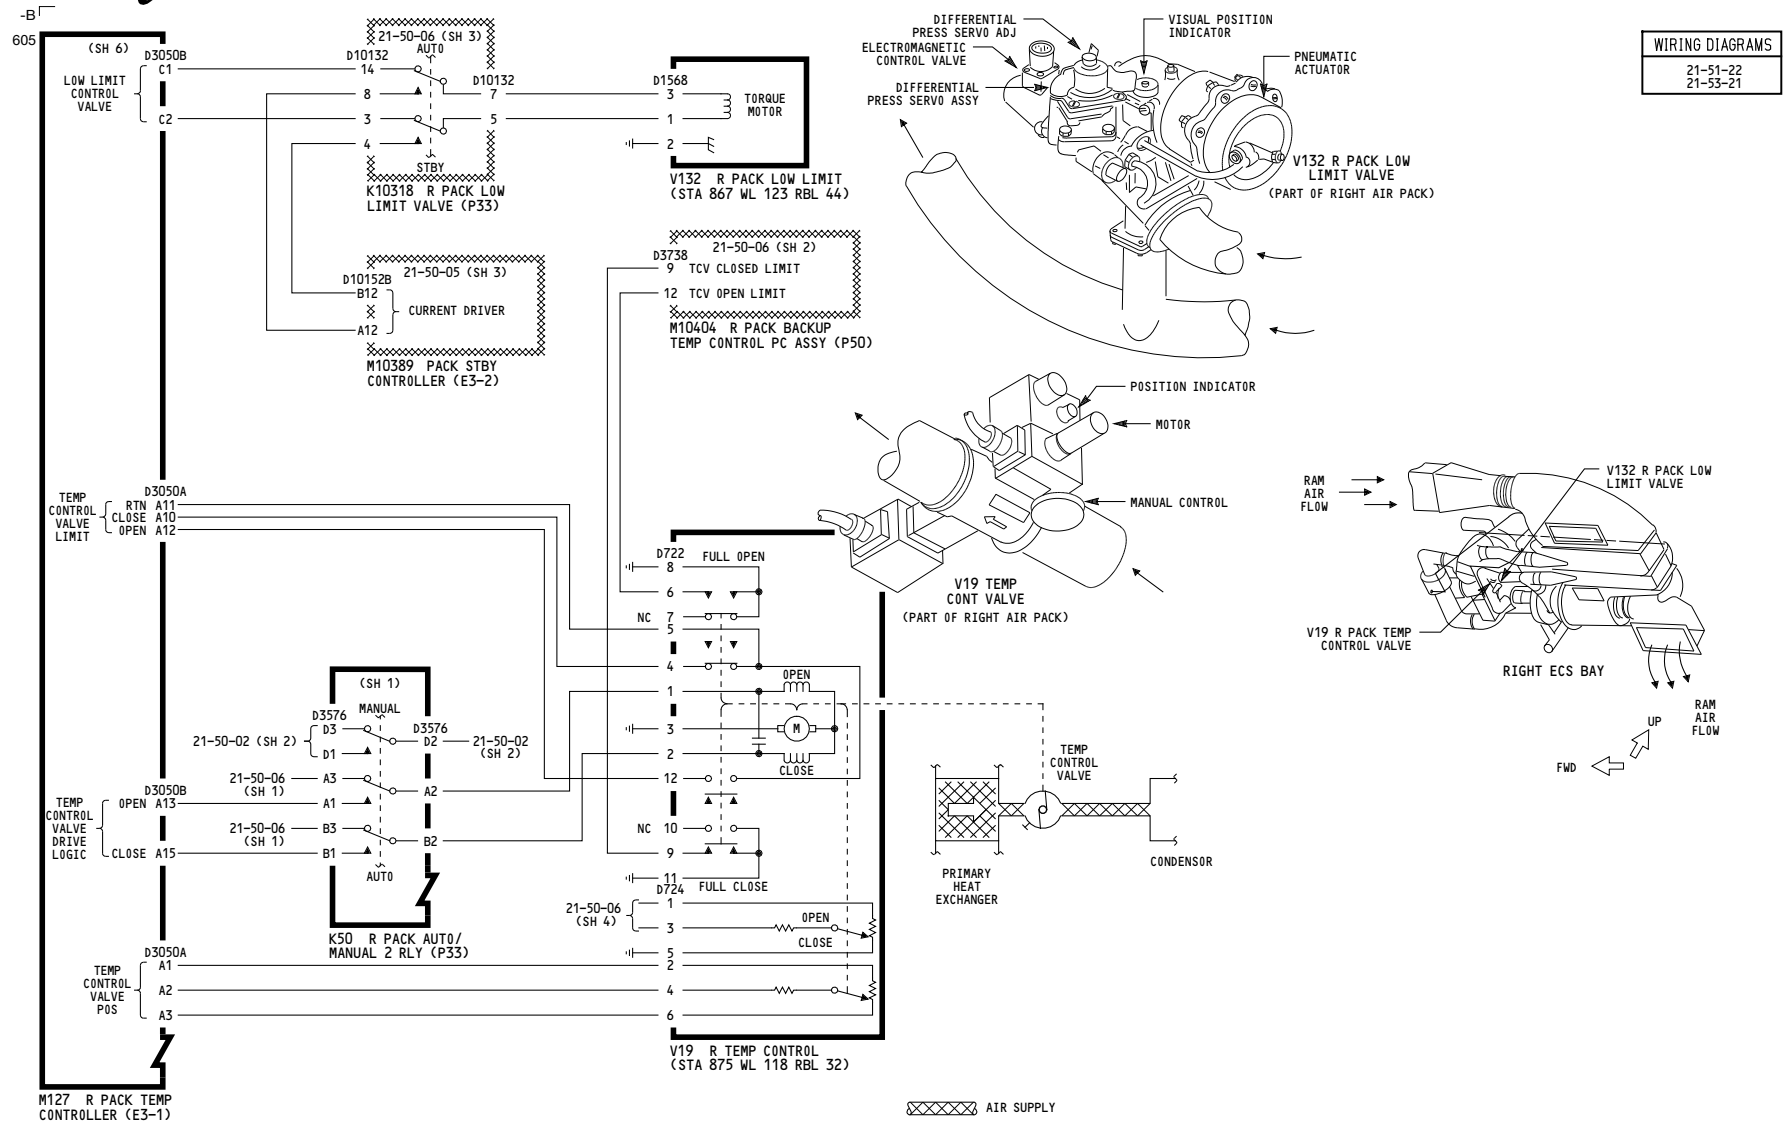 -B
605
(SH 6)
D3050B
LOW LIMIT
CONTROL
VALVE
C1
C2
D10132
14
8
3
4
21-50-06 (SH 3)
AUTO
STBY
D10132
7
5
K10318 R PACK LOW
LIMIT VALVE (P33)
D1568
3
1
2
TORQUE
MOTOR
V132 R PACK LOW LIMIT
(STA 867 WL 123 RBL 44)
D10152B
B12
A12
21-50-05 (SH 3)
CURRENT DRIVER
M10389 PACK STBY
CONTROLLER (E3-2)
21-50-06 (SH 2)
D3738
9 TCV CLOSED LIMIT
12 TCV OPEN LIMIT
M10404 R PACK BACKUP
TEMP CONTROL PC ASSY (P50)
DIFFERENTIAL
PRESS SERVO ADJ
ELECTROMAGNETIC
CONTROL VALVE
DIFFERENTIAL
PRESS SERVO ASSY
VISUAL POSITION
INDICATOR
PNEUMATIC
ACTUATOR
V132 R PACK LOW
LIMIT VALVE
(PART OF RIGHT AIR PACK)
WIRING DIAGRAMS
21-51-22
21-53-21
POSITION INDICATOR
MOTOR
MANUAL CONTROL
V19 TEMP
CONT VALVE
(PART OF RIGHT AIR PACK)
RAM
AIR
FLOW
V132 R PACK LOW
LIMIT VALVE
V19 R PACK TEMP
CONTROL VALVE
RIGHT ECS BAY
RAM
AIR
FLOW
UP
FWD
TEMP
CONTROL
VALVE
LIMIT
D3050A
RTN A11
CLOSE A10
OPEN A12
D722
8
6
NC 7
5
4
1
3
2
12
NC 10
9
11
FULL OPEN
OPEN
M
CLOSE
FULL CLOSE
(SH 1)
MANUAL
D3576
D3
D1
21-50-02 (SH 2)
D3576
D2
21-50-02
(SH 2)
21-50-06
(SH 1)
A3
A1
A2
21-50-06
(SH 1)
B3
B1
B2
AUTO
K50 R PACK AUTO/
MANUAL 2 RLY (P33)
TEMP
CONTROL
VALVE
DRIVE
LOGIC
D3050B
OPEN A13
CLOSE A15
D724
1
3
5
2
4
6
21-50-06
(SH 4)
OPEN
CLOSE
TEMP
CONTROL
VALVE
POS
D3050A
A1
A2
A3
V19 R TEMP CONTROL
(STA 875 WL 118 RBL 32)
M127 R PACK TEMP
CONTROLLER (E3-1)
TEMP
CONTROL
VALVE
PRIMARY
HEAT
EXCHANGER
CONDENSOR
AIR SUPPLY